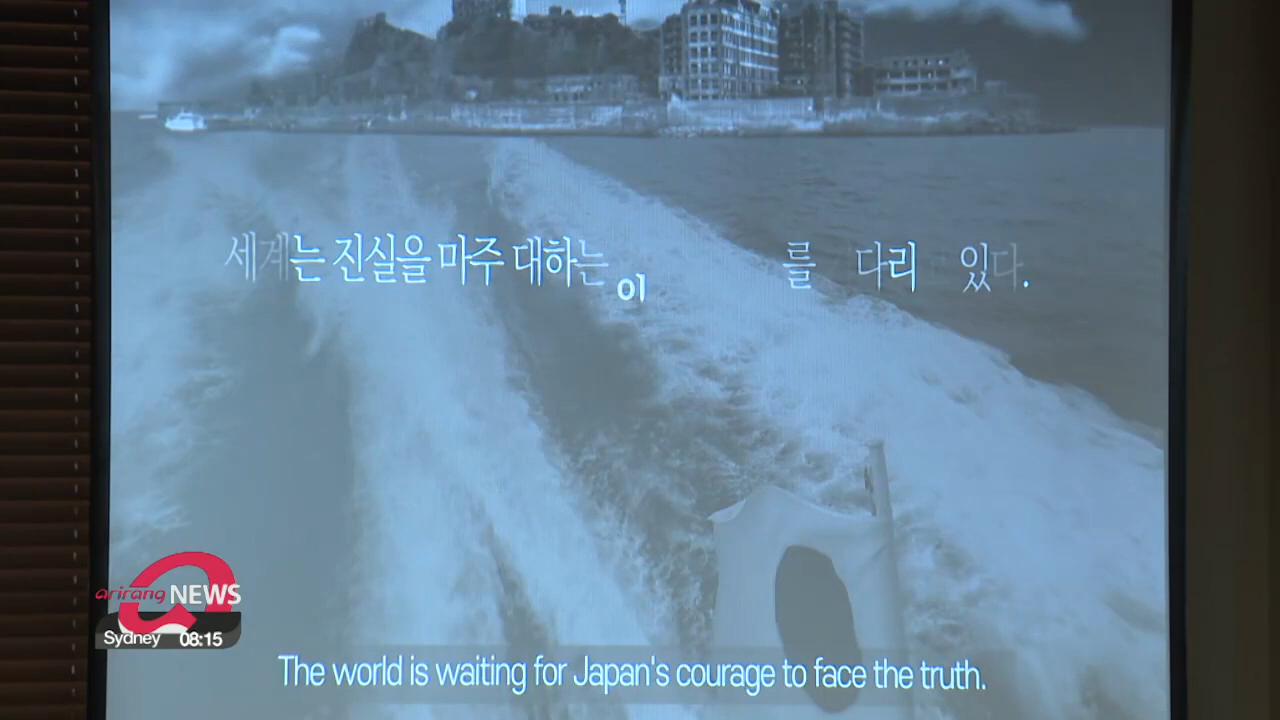 세계는 진실을 마주 대하는 이 를 다리 있다.
arirang NEWS
Sydney 08:15
The world is waiting for Japan's courage to face the truth.